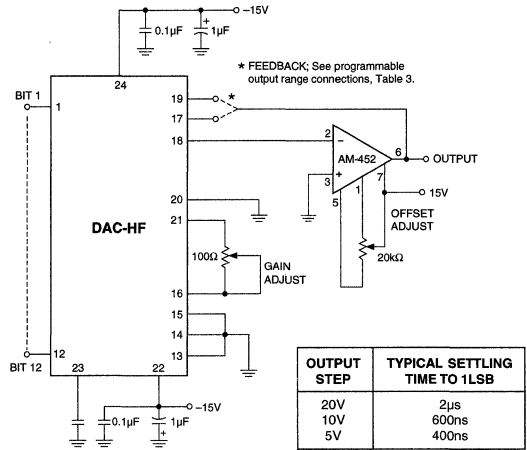 –15V
0.1µF
1µF
+
24
* FEEDBACK; See programmable
output range connections, Table 3.
BIT 1
1
19
*
17
18
2
–
AM-452
6
OUTPUT
+
3
7
5
1
15V
OFFSET
ADJUST
20kΩ
20
21
DAC-HF
100Ω
GAIN
ADJUST
16
15
14
13
BIT 12
12
23
22
–15V
0.1µF
1µF
+
OUTPUT STEP
TYPICAL SETTLING TIME TO 1LSB
20V
2µs
10V
600ns
5V
400ns